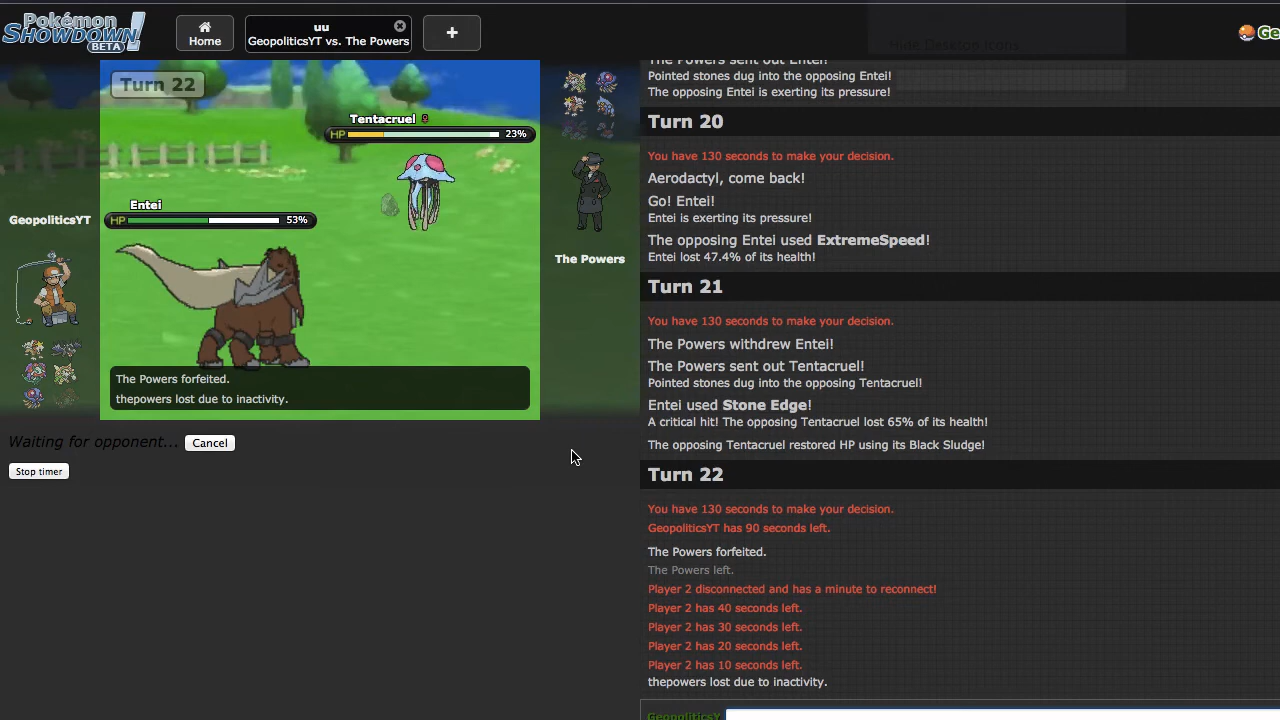 Pokémon
SHOWDOWN!
BETA
Home
uu
GeopoliticsYT vs. The Powers
+
Ge
Hide Desktop Icons
Turn 22
Tentacruel
HP 23%
Entei
HP 53%
GeopoliticsYT
The Powers
The Powers forfeited.
thepowers lost due to inactivity.
Waiting for opponent... Cancel
Stop timer
The Powers sent out Entei!
Pointed stones dug into the opposing Entei!
The opposing Entei is exerting its pressure!
Turn 20
You have 130 seconds to make your decision.
Aerodactyl, come back!
Go! Entei!
Entei is exerting its pressure!
The opposing Entei used ExtremeSpeed!
Entei lost 47.4% of its health!
Turn 21
You have 130 seconds to make your decision.
The Powers withdrew Entei!
The Powers sent out Tentacruel!
Pointed stones dug into the opposing Tentacruel!
Entei used Stone Edge!
A critical hit! The opposing Tentacruel lost 65% of its health!
The opposing Tentacruel restored HP using its Black Sludge!
Turn 22
You have 130 seconds to make your decision.
GeopoliticsYT has 90 seconds left.
The Powers forfeited.
The Powers left.
Player 2 disconnected and has a minute to reconnect!
Player 2 has 40 seconds left.
Player 2 has 30 seconds left.
Player 2 has 20 seconds left.
Player 2 has 10 seconds left.
thepowers lost due to inactivity.
GeopoliticsY